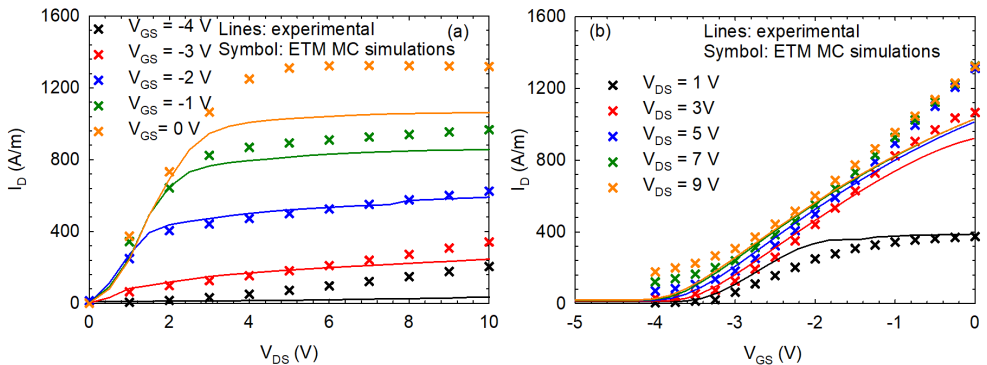 1600
1200
800
400
0
I_D (A/m)
V_GS = -4 V
V_GS = -3 V
V_GS = -2 V
V_GS = -1 V
V_GS= 0 V
Lines: experimental
Symbol: ETM MC simulations
(a)
0 2 4 6 8 10
V_DS (V)
1600
1200
800
400
0
I_D (A/m)
(b)
Lines: experimental
Symbol: ETM MC simulations
V_DS = 1 V
V_DS = 3V
V_DS = 5 V
V_DS = 7 V
V_DS = 9 V
-5 -4 -3 -2 -1 0
V_GS (V)